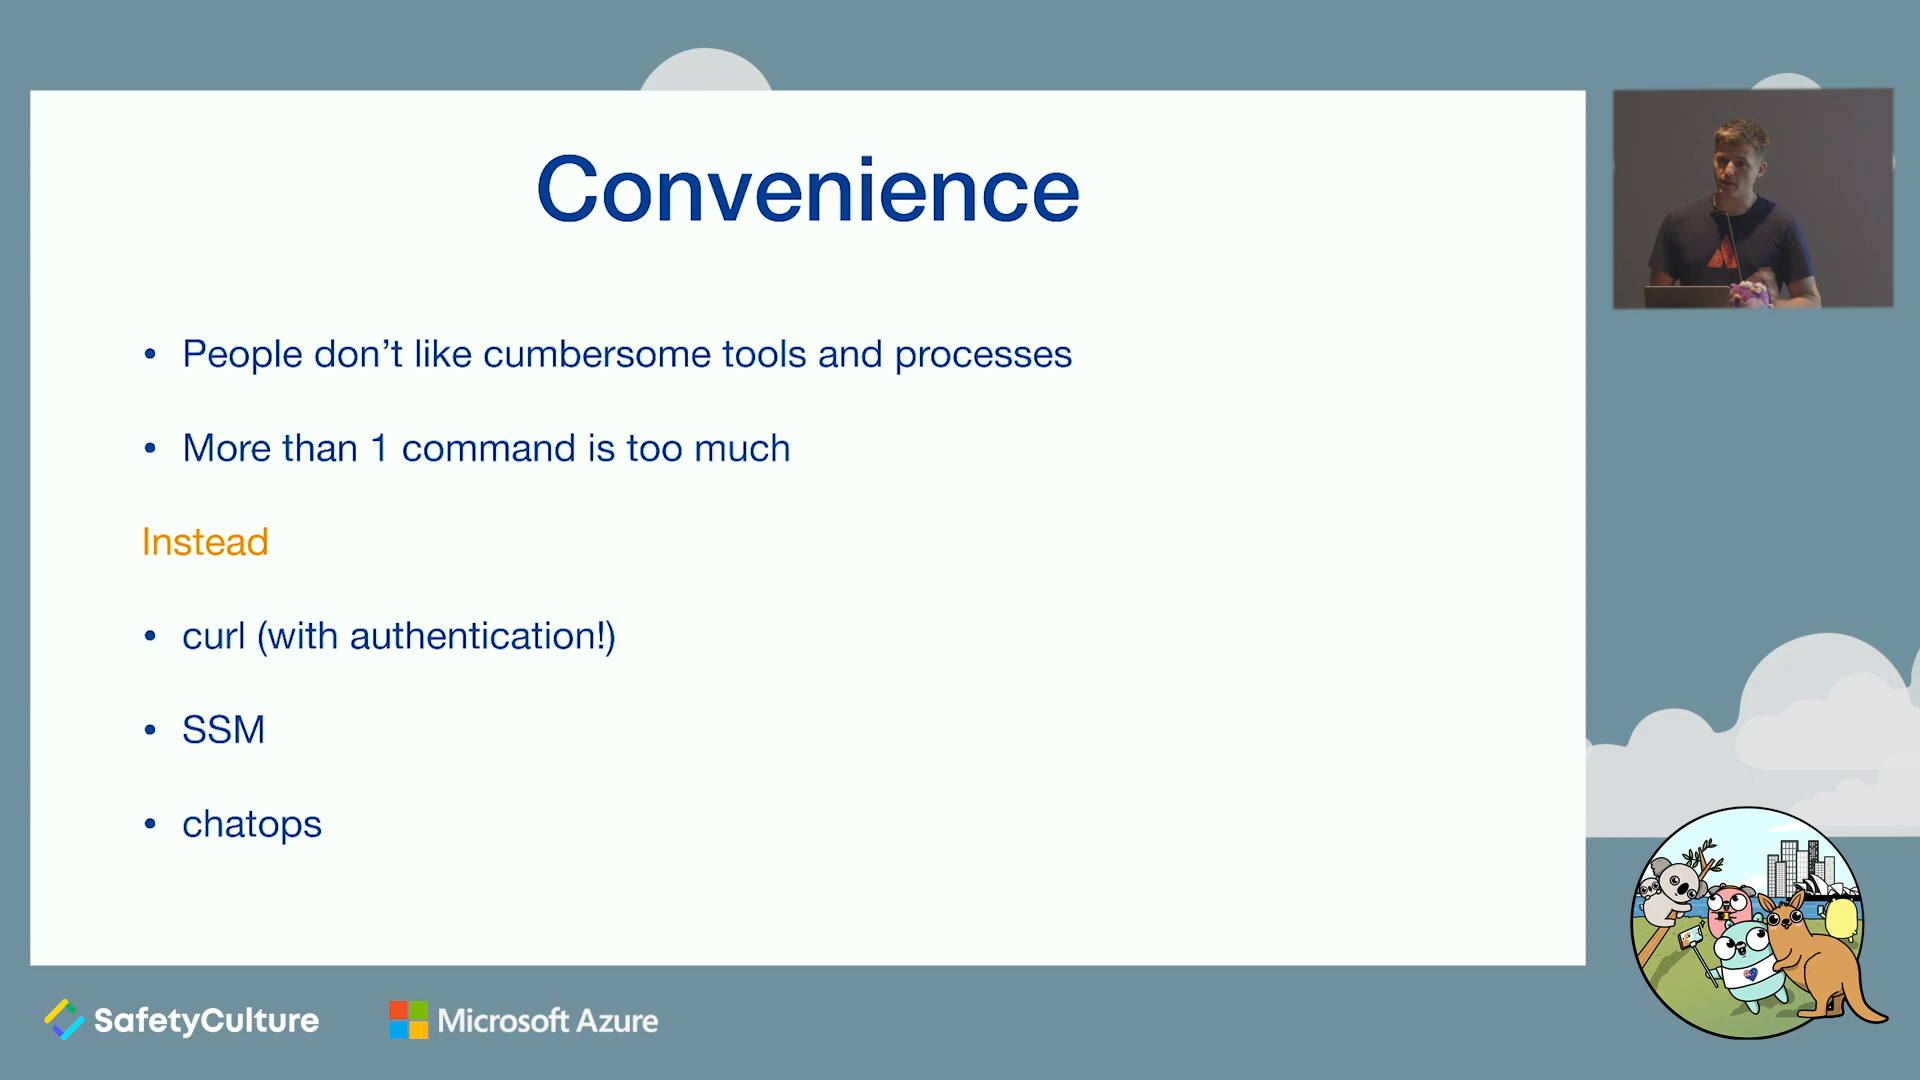 Convenience
• People don’t like cumbersome tools and processes
• More than 1 command is too much
Instead
• curl (with authentication!)
• SSM
• chatops
SafetyCulture
Microsoft Azure